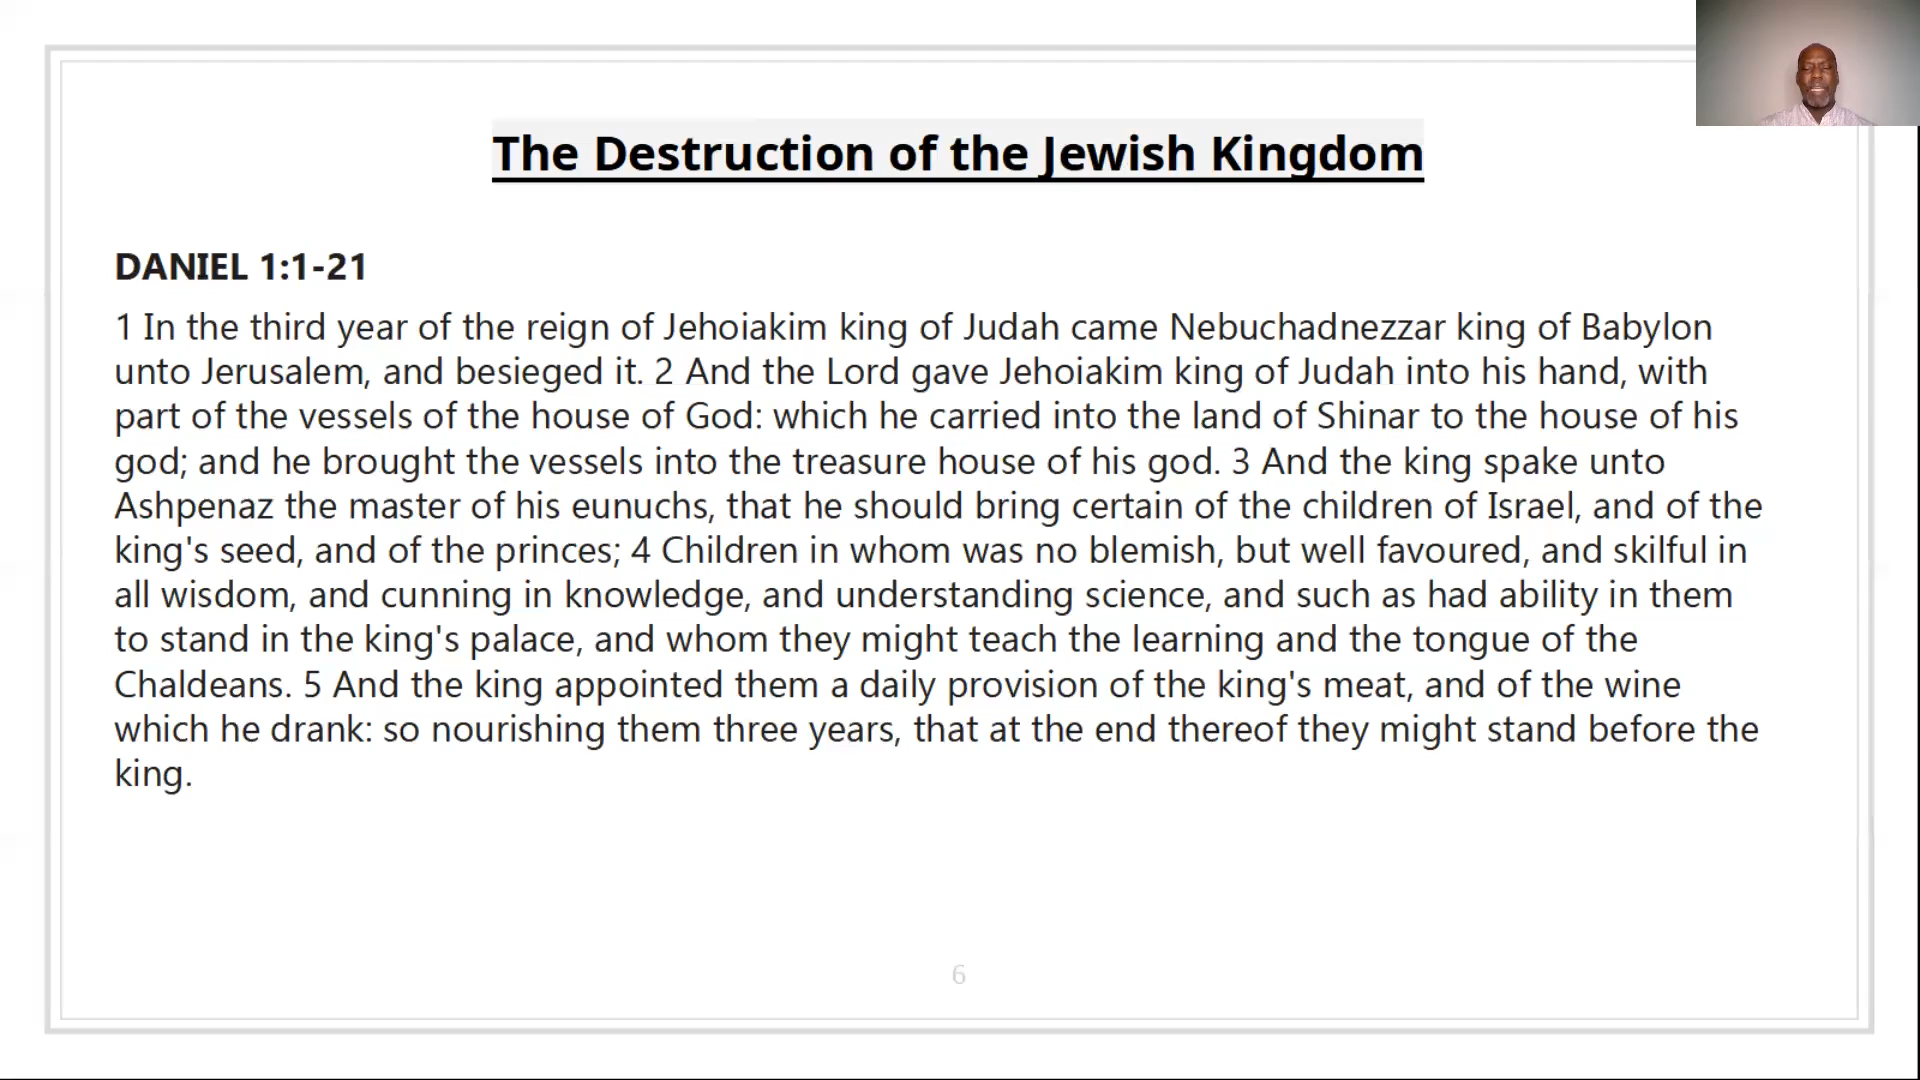 The Destruction of the Jewish Kingdom
DANIEL 1:1-21
1 In the third year of the reign of Jehoiakim king of Judah came Nebuchadnezzar king of Babylon
unto Jerusalem, and besieged it. 2 And the Lord gave Jehoiakim king of Judah into his hand, with
part of the vessels of the house of God: which he carried into the land of Shinar to the house of his
god; and he brought the vessels into the treasure house of his god. 3 And the king spake unto
Ashpenaz the master of his eunuchs, that he should bring certain of the children of Israel, and of the
king's seed, and of the princes; 4 Children in whom was no blemish, but well favoured, and skilful in
all wisdom, and cunning in knowledge, and understanding science, and such as had ability in them
to stand in the king's palace, and whom they might teach the learning and the tongue of the
Chaldeans. 5 And the king appointed them a daily provision of the king's meat, and of the wine
which he drank: so nourishing them three years, that at the end thereof they might stand before the
king.
6